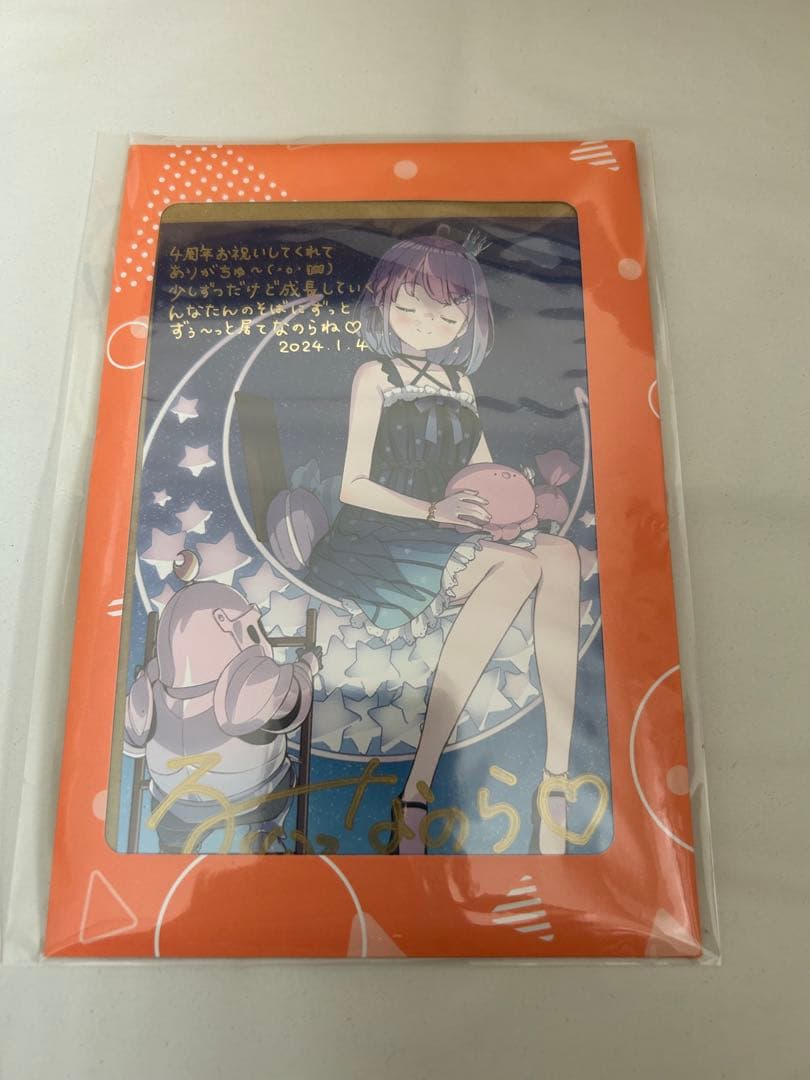 4周年お祝いしてくれて
ありがちゅ〜(・o・🍬)
少しずつだけど成長していく
んなたんのそばにずっと
ずぅ〜っと居てなのらね♡
2024.1.4
るーなのら♡